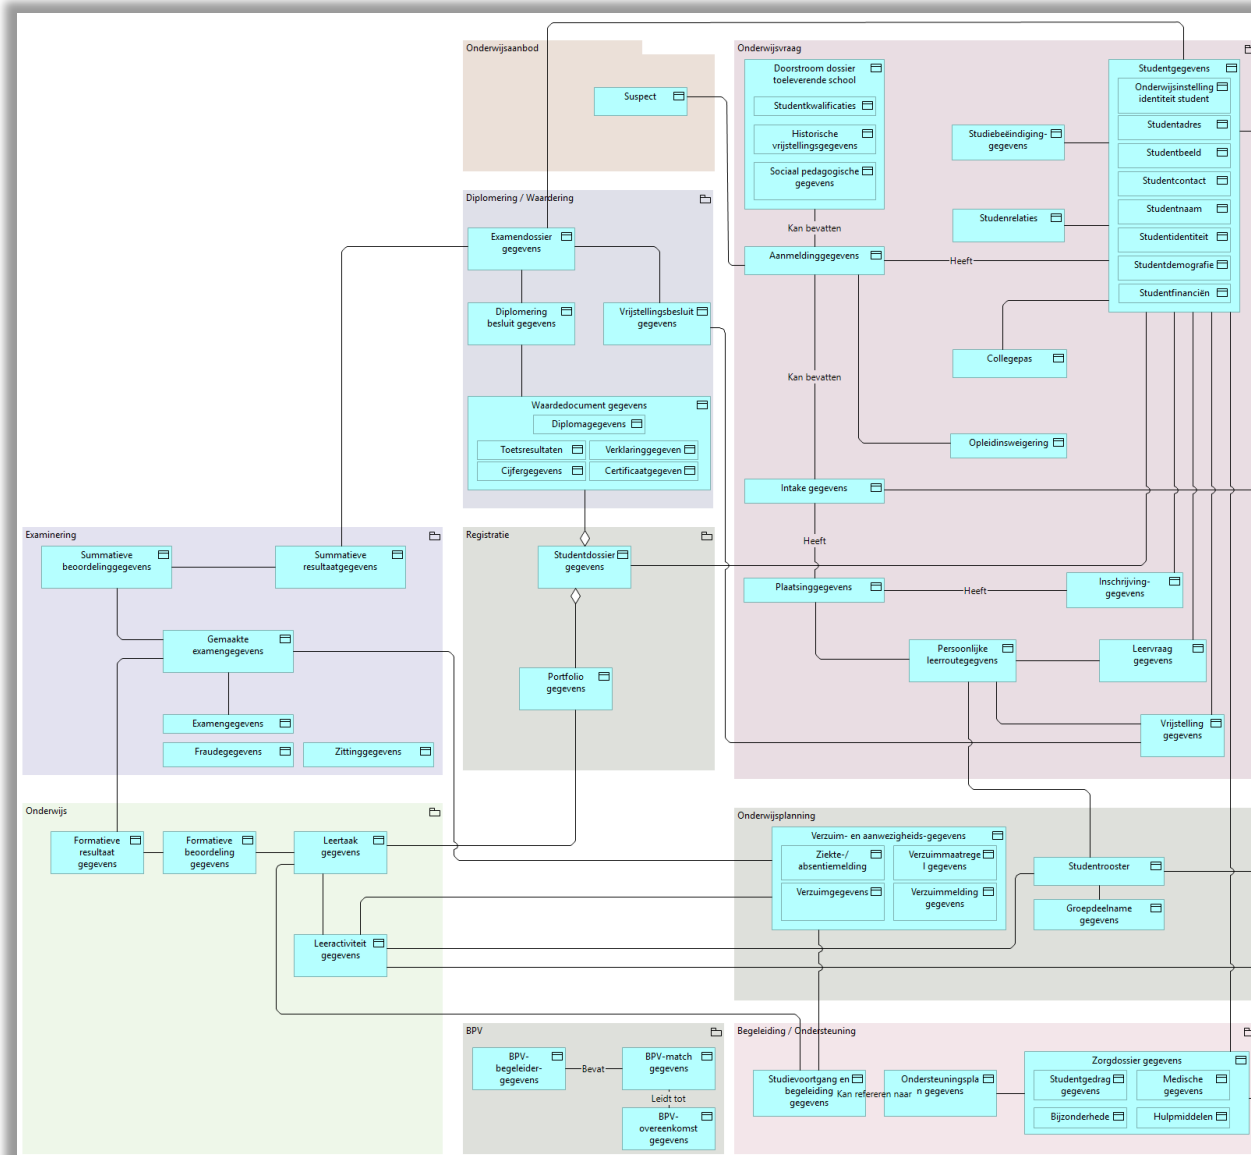 Onderwijsaanbod
Suspect
Diplomering / Waardering
Examendossier
gegevens
Diplomering
besluit gegevens
Vrijstellingsbesluit
gegevens
Waardedocument gegevens
Diplomagegevens
Toetsresultaten
Verklaringgegeven
Cijfergegevens
Certificaatgegeven
Onderwijsvraag
Doorstroom dossier
toeleverende school
Studentkwalificaties
Historische
vrijstellingsgegevens
Sociaal pedagogische
gegevens
Kan bevatten
Aanmeldinggegevens
Heeft
Studentgegevens
Onderwijsinstelling
identiteit student
Studentadres
Studentbeeld
Studentcontact
Studentnaam
Studentidentiteit
Studentdemografie
Studentfinanciën
Studiebeëindiging-
gegevens
Studenrelaties
Collegepas
Kan bevatten
Opleidinsweigering
Intake gegevens
Heeft
Plaatsinggegevens
Heeft
Inschrijving-
gegevens
Persoonlijke
leerroutegegvens
Leervraag
gegevens
Vrijstelling
gegevens
Examinering
Summatieve
beoordelinggegevens
Summatieve
resultaatgegevens
Gemaakte
examengegevens
Examengegevens
Fraudegegevens
Zittinggegevens
Registratie
Studentdossier
gegevens
Portfolio
gegevens
Onderwijs
Formatieve
resultaat
gegevens
Formatieve
beoordeling
gegevens
Leertaak
gegevens
Leeractiviteit
gegevens
Onderwijsplanning
Verzuim- en aanwezigheids-gegevens
Ziekte-/
absentiemelding
Verzuimmaatrege
l gegevens
Verzuimgegevens
Verzuimmelding
gegevens
Studentrooster
Groepdeelname
gegevens
BPV
BPV-
begeleider-
gegevens
Bevat
BPV-match
gegevens
Leidt tot
BPV-
overeenkomst
gegevens
Begeleiding / Ondersteuning
Studievoortgang en
begeleiding
gegevens
Kan refereren naar
Ondersteuningspla
n gegevens
Zorgdossier gegevens
Studentgedrag
gegevens
Medische
gegevens
Bijzonderhede
Hulpmiddelen